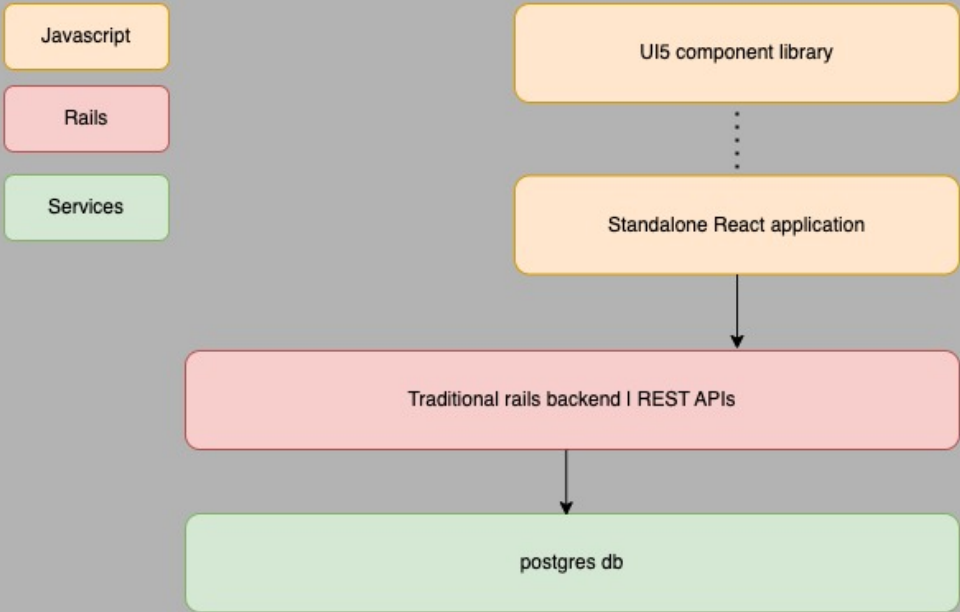 Javascript
UI5 component library
Rails
Services
Standalone React application
Traditional rails backend | REST APIs
postgres db